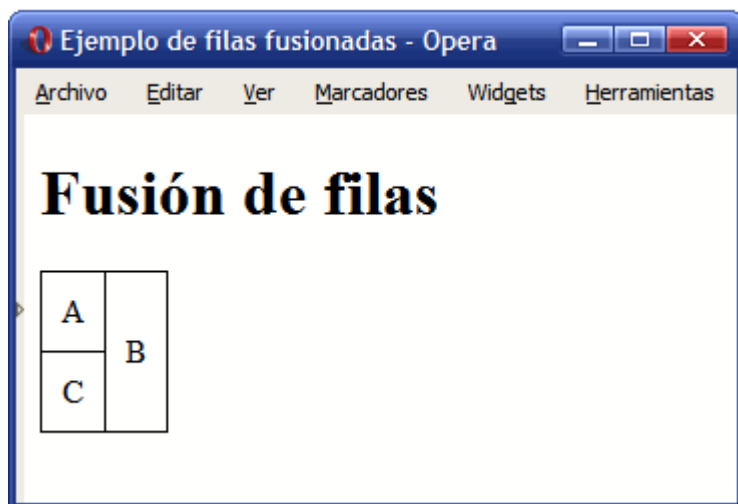 Ejemplo de filas fusionadas - Opera
Archivo Editar Ver Marcadores Widgets Herramientas
Fusión de filas
A
B
C